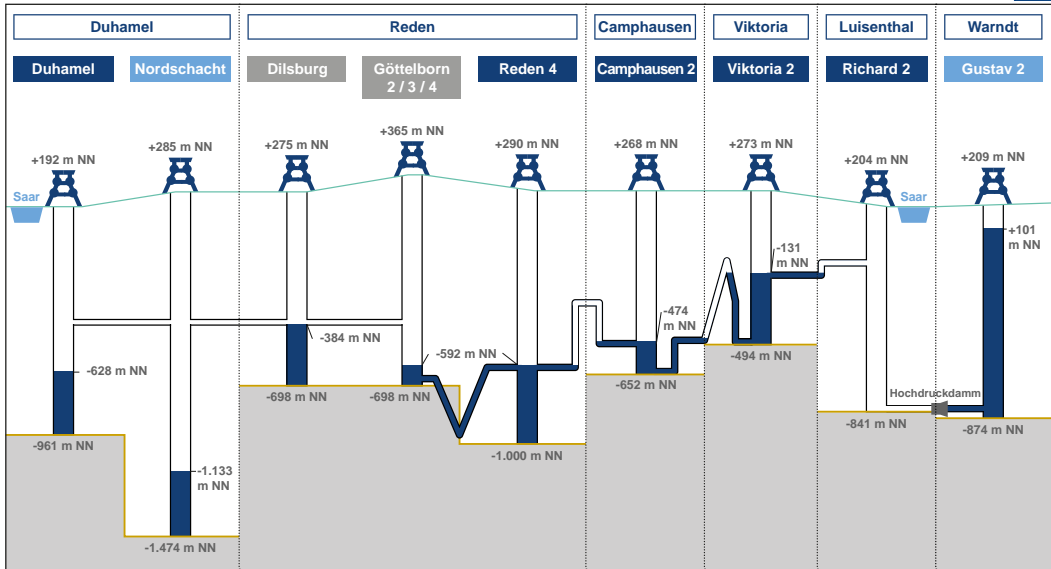 Duhamel
Reden
Camphausen
Viktoria
Luisenthal
Warndt
Duhamel
Nordschacht
Dilsburg
Göttelborn
2 / 3 / 4
Reden 4
Camphausen 2
Viktoria 2
Richard 2
Gustav 2
+192 m NN
+285 m NN
+275 m NN
+365 m NN
+290 m NN
+268 m NN
+273 m NN
+204 m NN
+209 m NN
Saar
Saar
+101
m NN
-131
m NN
-474
m NN
-384 m NN
-592 m NN
-628 m NN
-494 m NN
-652 m NN
Hochdruckdamm
-698 m NN
-698 m NN
-841 m NN
-874 m NN
-961 m NN
-1.000 m NN
-1.133
m NN
-1.474 m NN